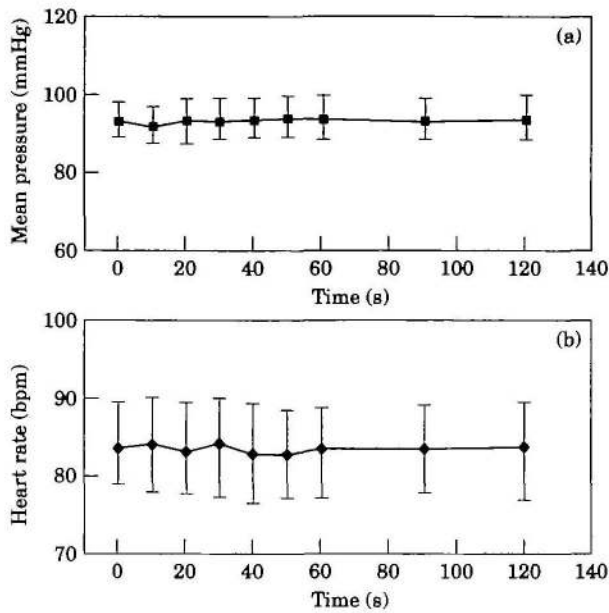 120
(a)
100
80
60
Mean pressure (mmHg)
0 20 40 60 80 100 120 140
Time (s)
100
(b)
90
80
70
Heart rate (bpm)
0 20 40 60 80 100 120 140
Time (s)